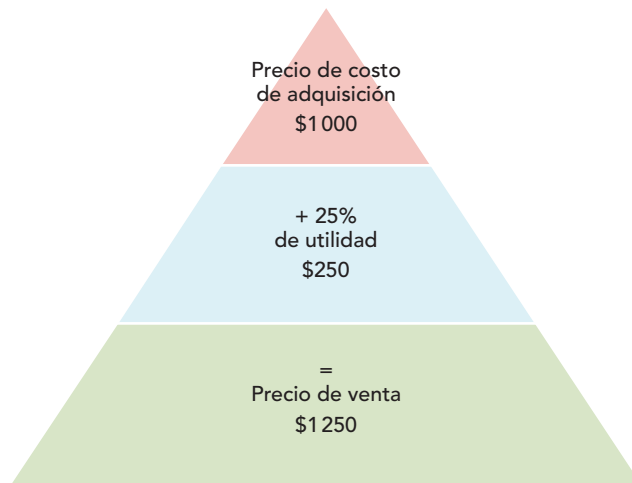 Precio de costo
de adquisición
$1 000
+ 25%
de utilidad
$250
=
Precio de venta
$1 250